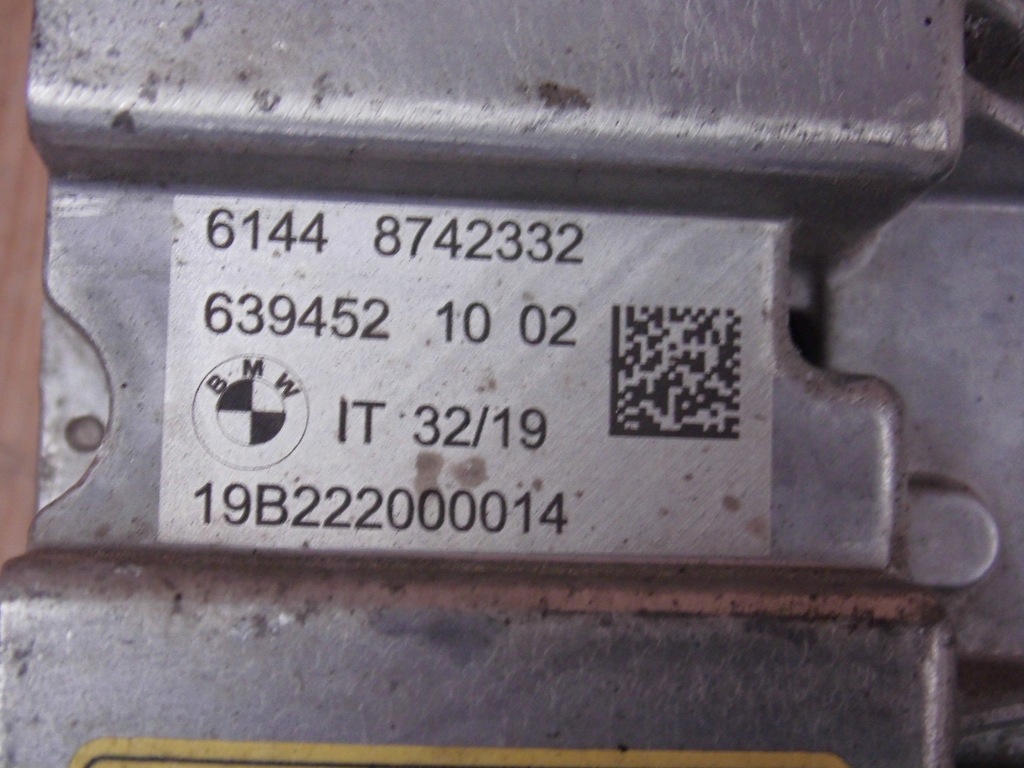 6144 8742332
639452 10 02
BMW
IT 32/19
19B222000014